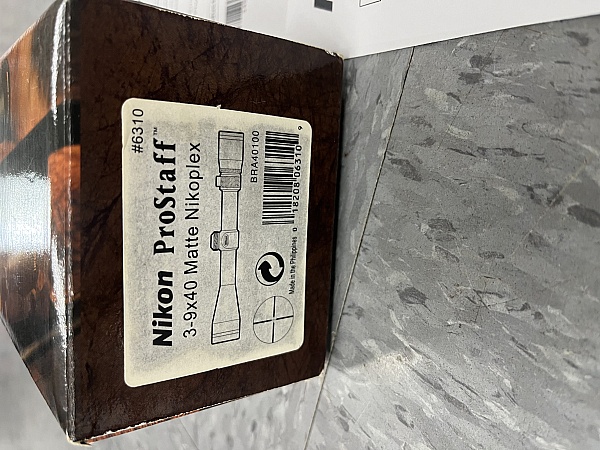 #6310
Nikon ProStaff™
3-9x40 Matte Nikoplex
BRA40100
0 18208 06310 9
Made in the Philippines